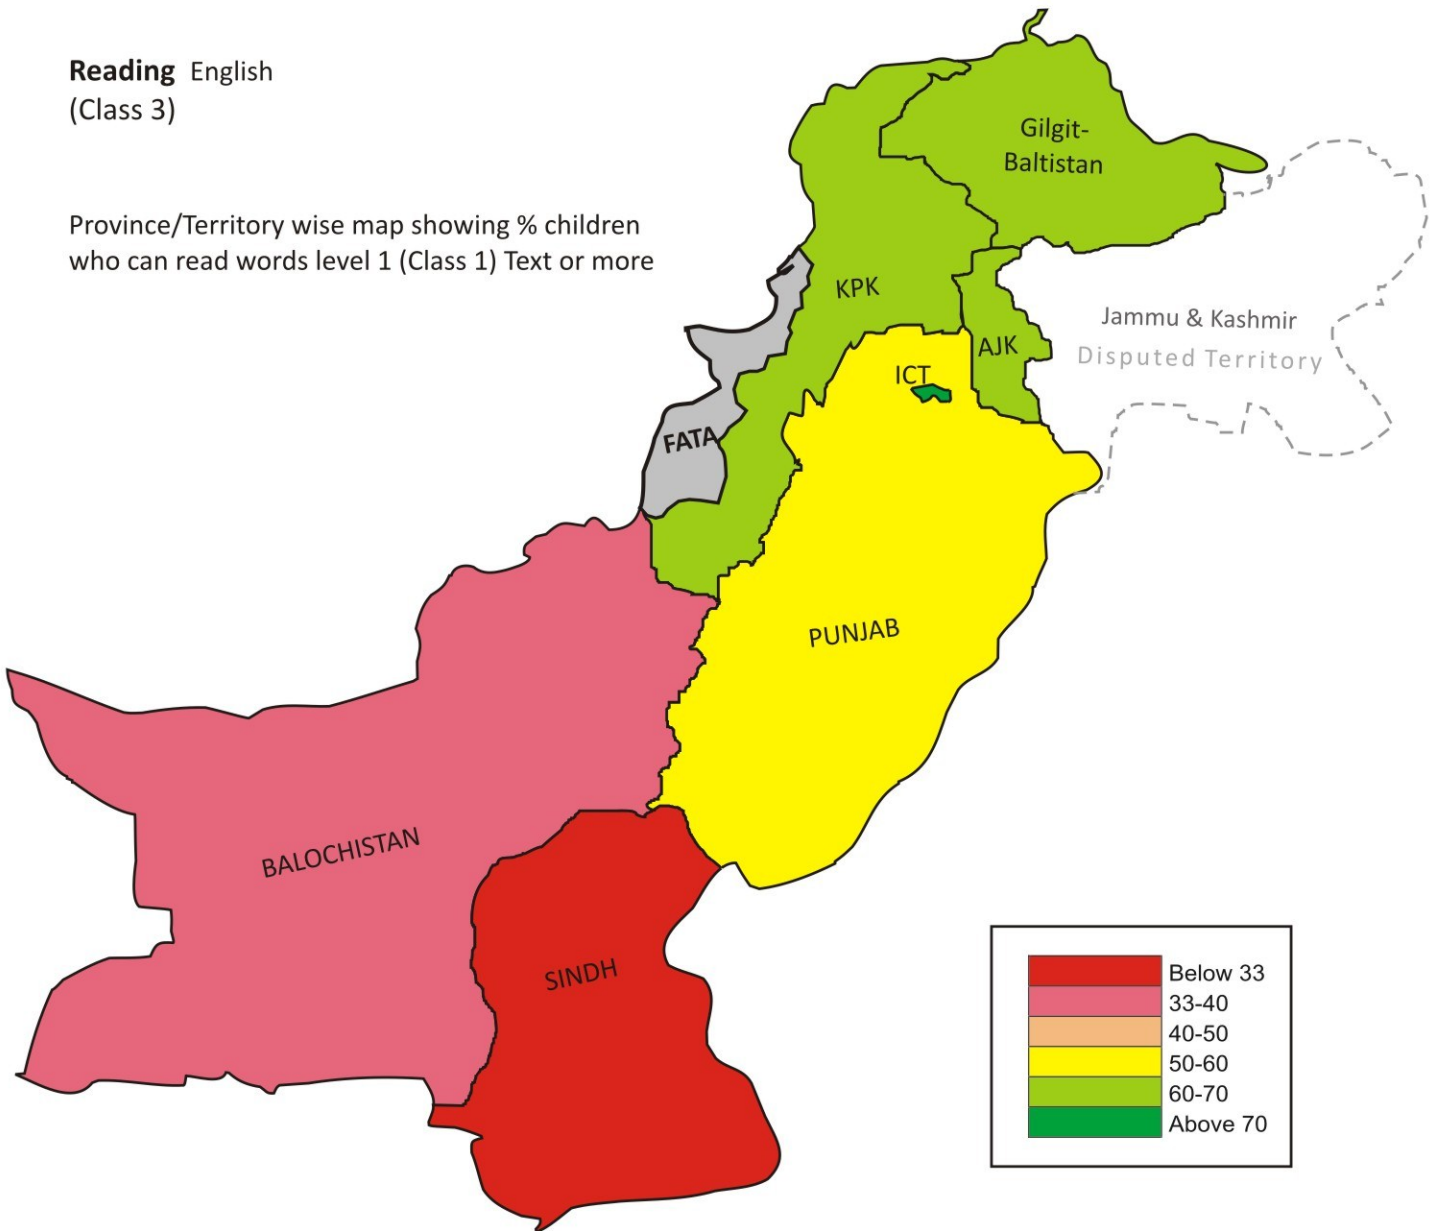 Reading English
(Class 3)
Province/Territory wise map showing % children
who can read words level 1 (Class 1) Text or more
Gilgit-
Baltistan
KPK
Jammu & Kashmir
Disputed Territory
AJK
ICT
FATA
PUNJAB
BALOCHISTAN
SINDH
Below 33
33-40
40-50
50-60
60-70
Above 70